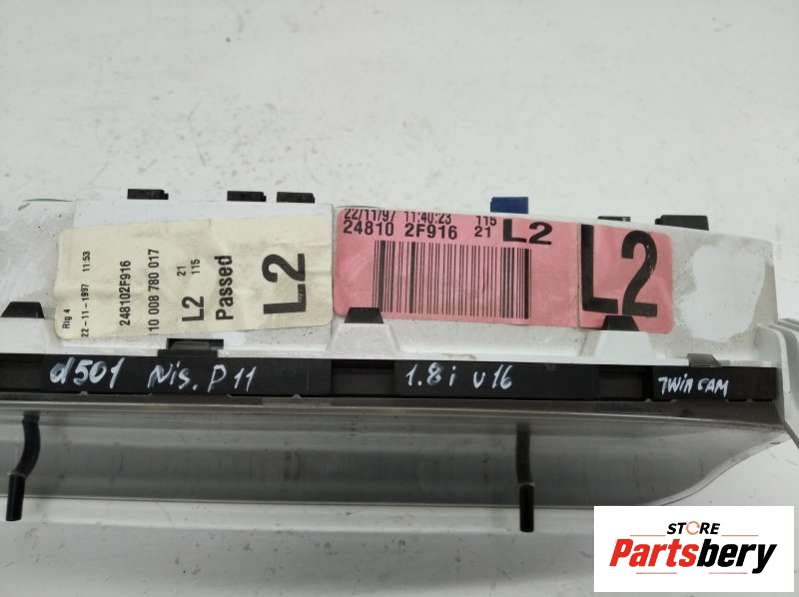 Rig 4
22-11-1997 11:53
248102F916
10 008 780 017
L2 21 115
Passed
L2
22/11/97 11:40:23 115
24810 2F916 21 L2
L2
d501 Nis. P11 1.8i v16 TWin CAM
STORE
Partsbery